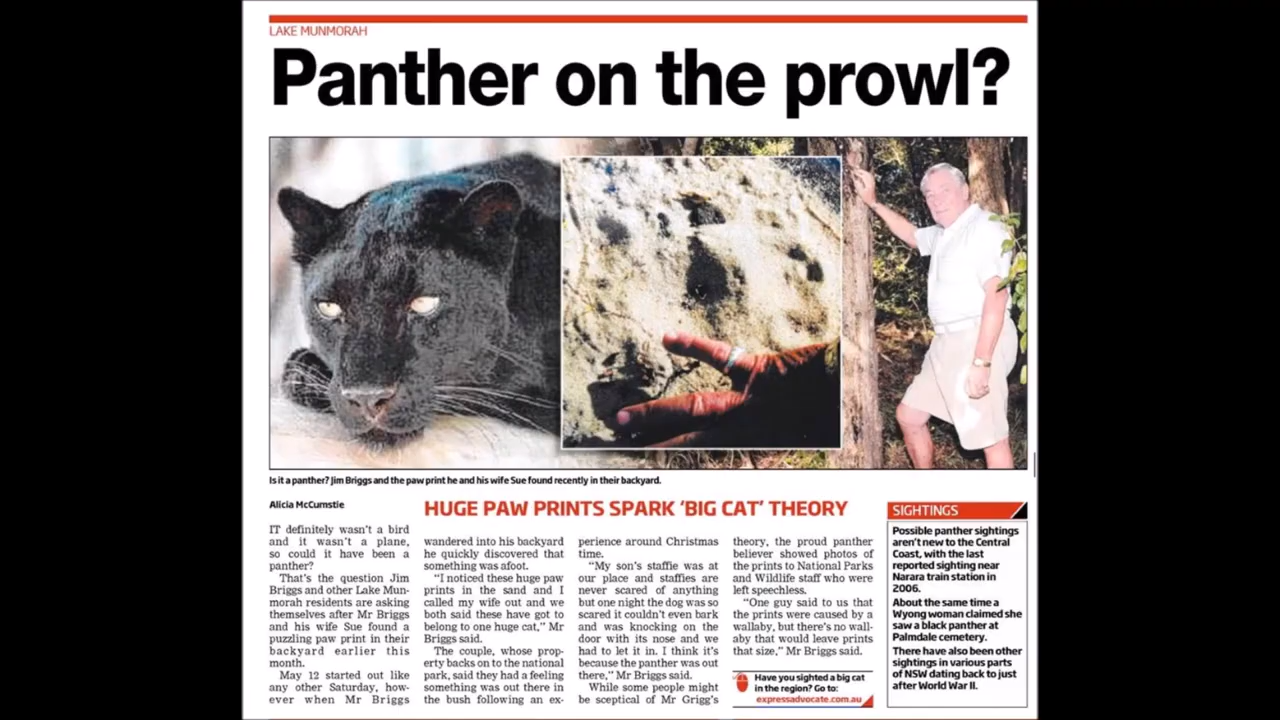 LAKE MUNMORAH
Panther on the prowl?
Is it a panther? Jim Briggs and the paw print he and his wife Sue found recently in their backyard.
Alicia McCumstie
HUGE PAW PRINTS SPARK ‘BIG CAT’ THEORY
IT definitely wasn't a bird
and it wasn't a plane,
so could it have been a
panther?
That's the question Jim
Briggs and other Lake Mun-
morah residents are asking
themselves after Mr Briggs
and his wife Sue found a
puzzling paw print in their
backyard earlier this
month.
May 12 started out like
any other Saturday, how-
ever when Mr Briggs
wandered into his backyard
he quickly discovered that
something was afoot.
“I noticed these huge paw
prints in the sand and I
called my wife out and we
both said these have got to
belong to one huge cat,” Mr
Briggs said.
The couple, whose prop-
erty backs on to the national
park, said they had a feeling
something was out there in
the bush following an ex-
perience around Christmas
time.
“My son's staffie was at
our place and staffies are
never scared of anything
but one night the dog was so
scared it couldn't even bark
and was knocking on the
door with its nose and we
had to let it in. I think it's
because the panther was out
there,” Mr Briggs said.
While some people might
be sceptical of Mr Grigg's
theory, the proud panther
believer showed photos of
the prints to National Parks
and Wildlife staff who were
left speechless.
“One guy said to us that
the prints were caused by a
wallaby, but there's no wall-
aby that would leave prints
that size,” Mr Briggs said.
Have you sighted a big cat
in the region? Go to:
expressadvocate.com.au
SIGHTINGS
Possible panther sightings
aren't new to the Central
Coast, with the last
reported sighting near
Narara train station in
2006.
About the same time a
Wyong woman claimed she
saw a black panther at
Palmdale cemetery.
There have also been other
sightings in various parts
of NSW dating back to just
after World War II.